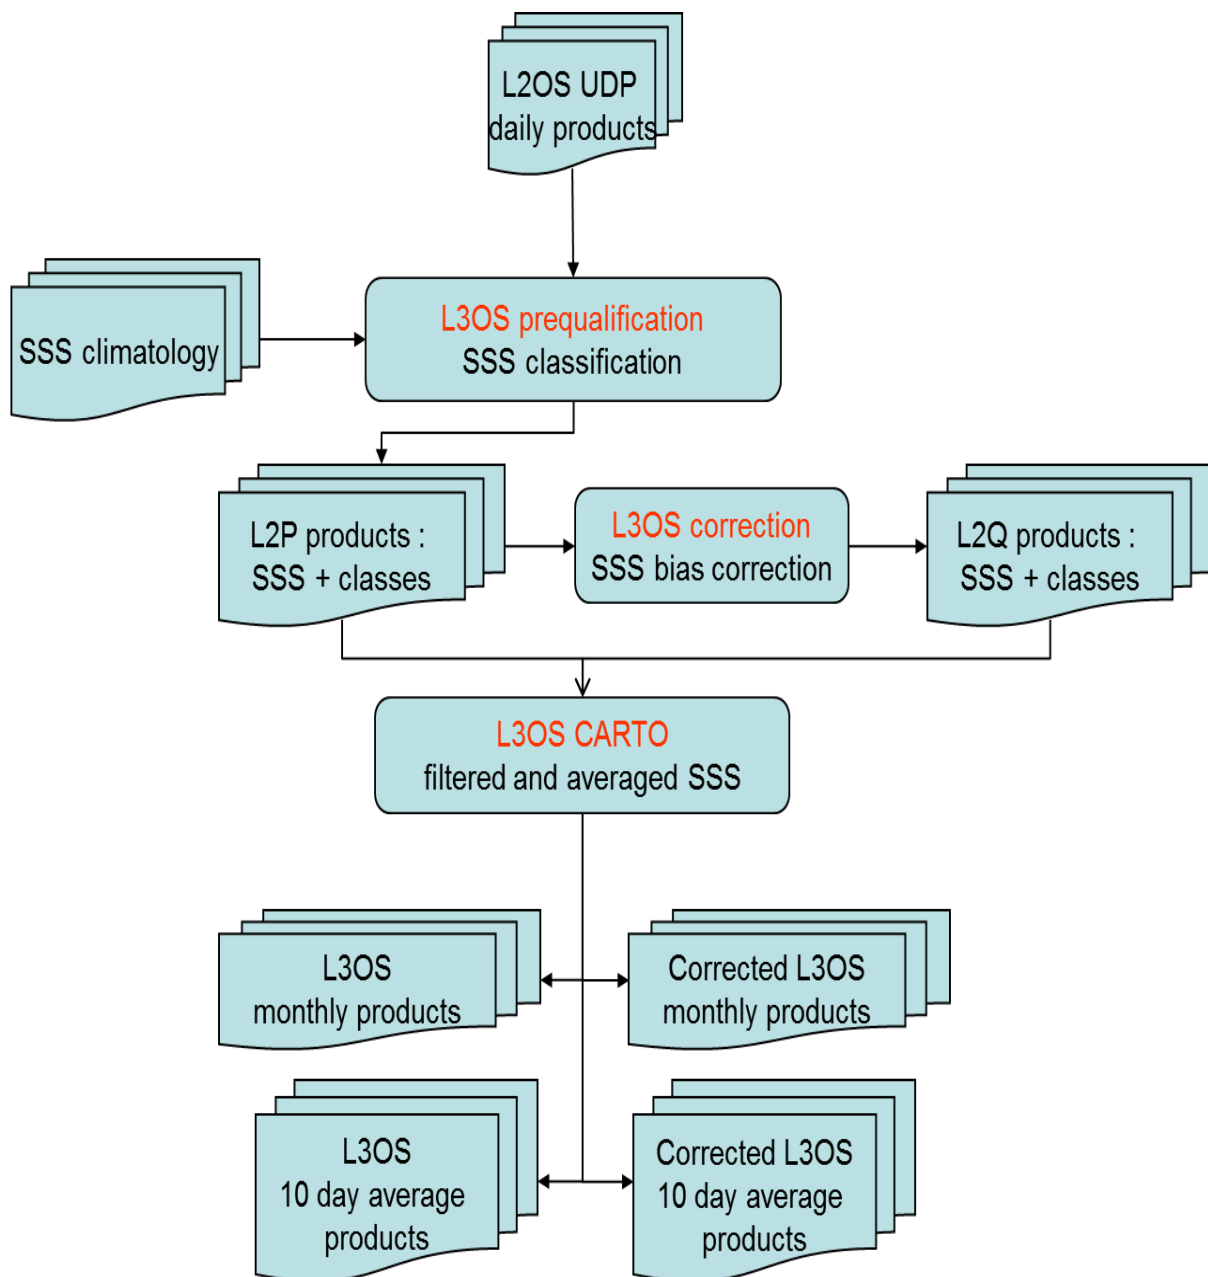 L2OS UDP
daily products
SSS climatology
L3OS prequalification
SSS classification
L2P products :
SSS + classes
L3OS correction
SSS bias correction
L2Q products :
SSS + classes
L3OS CARTO
filtered and averaged SSS
L3OS
monthly products
Corrected L3OS
monthly products
L3OS
10 day average
products
Corrected L3OS
10 day average
products